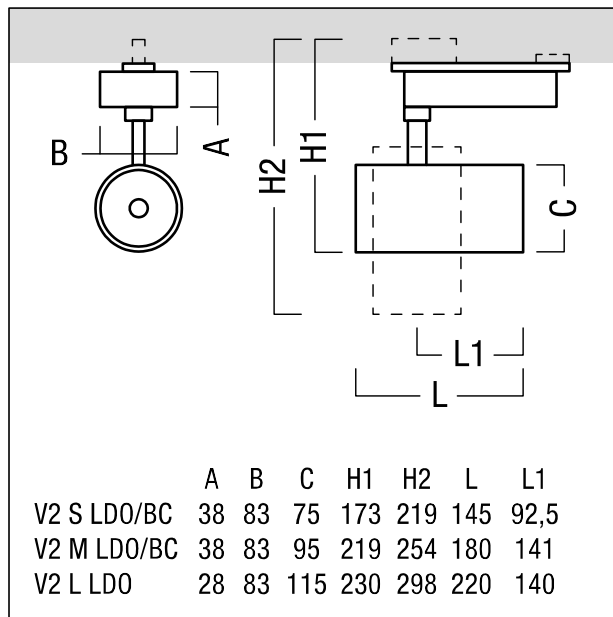 B
A
H2
H1
C
L1
L
A B C H1 H2 L L1
V2 S LDO/BC 38 83 75 173 219 145 92,5
V2 M LDO/BC 38 83 95 219 254 180 141
V2 L LDO 28 83 115 230 298 220 140